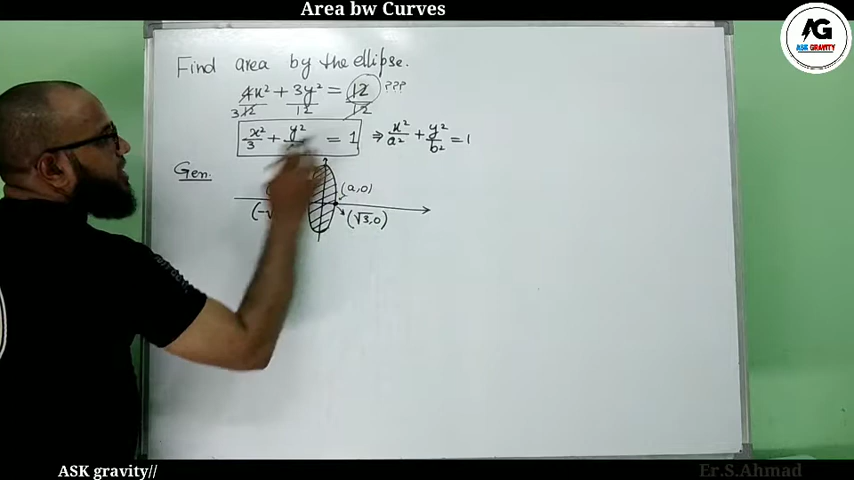 Area bw Curves
AG
ASK GRAVITY
Find area by the ellipse.
4x² + 3y² = 12 ???
3 12 12 12
x²/3 + y² = 1 ⇒ x²/a² + y²/b² = 1
Gen.
(a,0)
(√3,0)
ASK gravity//
Er.S.Ahmad